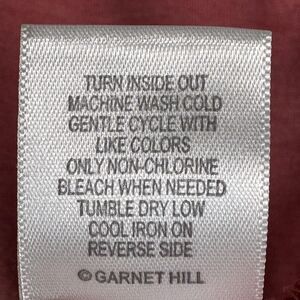 TURN INSIDE OUT
MACHINE WASH COLD
GENTLE CYCLE WITH
LIKE COLORS
ONLY NON-CHLORINE
BLEACH WHEN NEEDED
TUMBLE DRY LOW
COOL IRON ON
REVERSE SIDE
© GARNET HILL